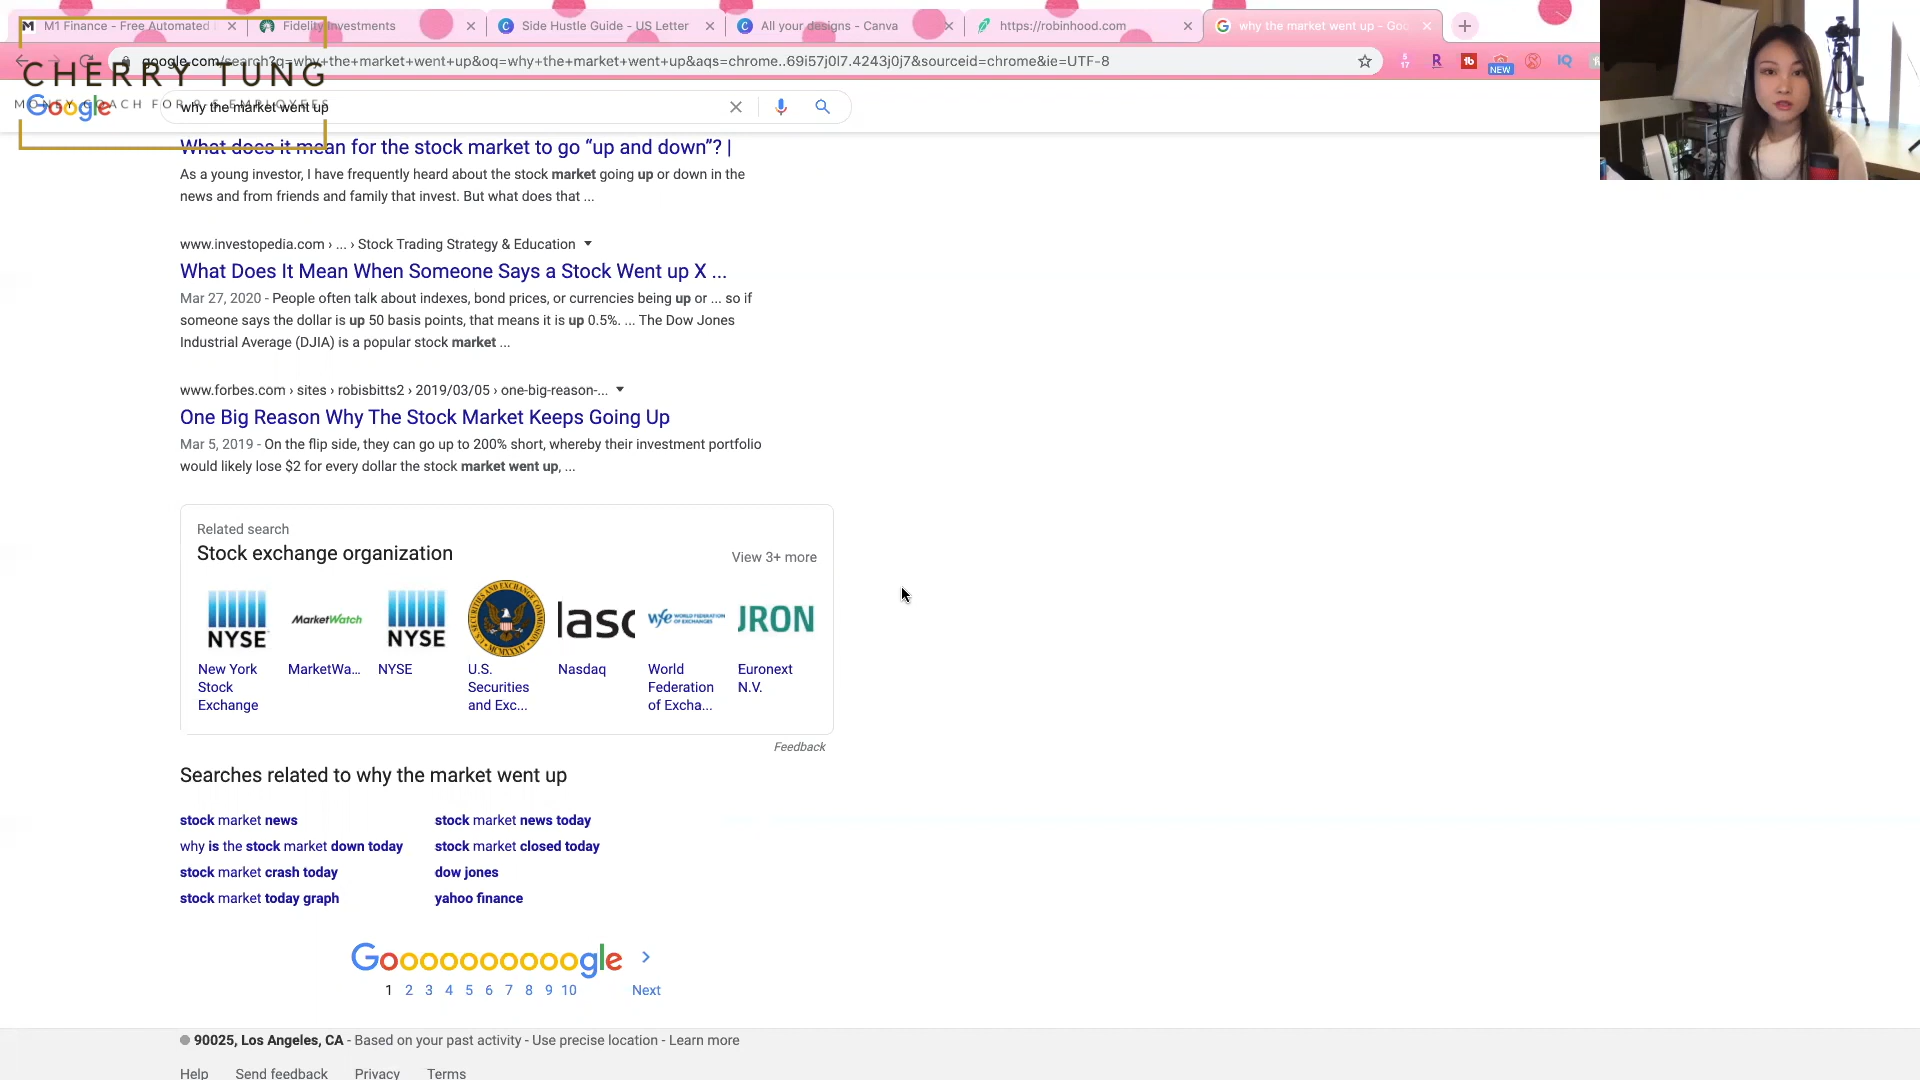 M1 Finance - Free Automated
Fidelity Investments
Side Hustle Guide - US Letter
All your designs - Canva
https://robinhood.com
why the market went up - Goo
google.com/search?q=why+the+market+went+up&oq=why+the+market+went+up&aqs=chrome..69i57j0l7.4243j0j7&sourceid=chrome&ie=UTF-8
NEW
CHERRY TUNG
MONEY COACH FOR 9-5 EMPLOYEES
Google
why the market went up
What does it mean for the stock market to go “up and down”? |
As a young investor, I have frequently heard about the stock market going up or down in the
news and from friends and family that invest. But what does that ...
www.investopedia.com › ... › Stock Trading Strategy & Education
What Does It Mean When Someone Says a Stock Went up X ...
Mar 27, 2020 - People often talk about indexes, bond prices, or currencies being up or ... so if
someone says the dollar is up 50 basis points, that means it is up 0.5%. ... The Dow Jones
Industrial Average (DJIA) is a popular stock market ...
www.forbes.com › sites › robisbitts2 › 2019/03/05 › one-big-reason-...
One Big Reason Why The Stock Market Keeps Going Up
Mar 5, 2019 - On the flip side, they can go up to 200% short, whereby their investment portfolio
would likely lose $2 for every dollar the stock market went up, ...
Related search
Stock exchange organization
View 3+ more
NYSE
MarketWatch
NYSE
wfe WORLD FEDERATION OF EXCHANGES
New York Stock Exchange
MarketWa...
NYSE
U.S. Securities and Exc...
Nasdaq
World Federation of Excha...
Euronext N.V.
Feedback
Searches related to why the market went up
stock market news
stock market news today
why is the stock market down today
stock market closed today
stock market crash today
dow jones
stock market today graph
yahoo finance
Goooooooooogle
1 2 3 4 5 6 7 8 9 10 Next
90025, Los Angeles, CA - Based on your past activity - Use precise location - Learn more
Help Send feedback Privacy Terms